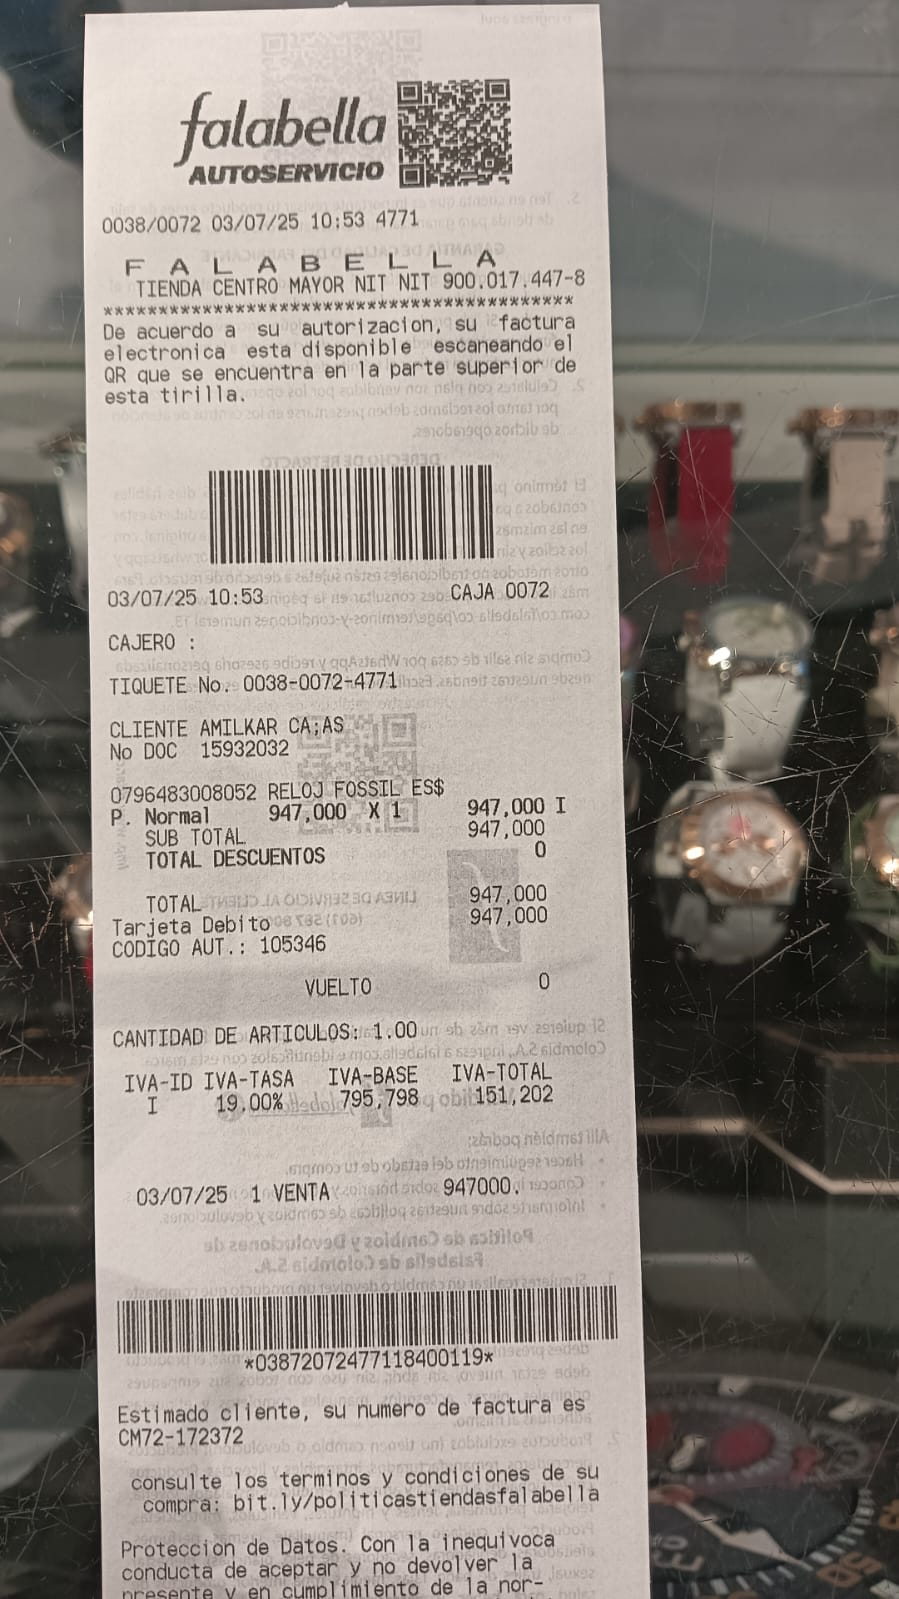 falabella
AUTOSERVICIO
0038/0072 03/07/25 10:53 4771
F A L A B E L L A
TIENDA CENTRO MAYOR NIT NIT 900.017.447-8
******************************************
De acuerdo a su autorizacion, su factura
electronica esta disponible escaneando el
QR que se encuentra en la parte superior de
esta tirilla.
03/07/25 10:53 CAJA 0072
CAJERO :
TIQUETE No. 0038-0072-4771
CLIENTE AMILKAR CA;AS
No DOC 15932032
0796483008052 RELOJ FOSSIL ES$
P. Normal 947,000 X 1 947,000 I
SUB TOTAL 947,000
TOTAL DESCUENTOS 0
TOTAL 947,000
Tarjeta Debito 947,000
CODIGO AUT.: 105346
VUELTO 0
CANTIDAD DE ARTICULOS: 1.00
IVA-ID IVA-TASA IVA-BASE IVA-TOTAL
I 19.00% 795,798 151,202
03/07/25 1 VENTA 947000.
*03872072477118400119*
Estimado cliente, su numero de factura es
CM72-172372
consulte los terminos y condiciones de su
compra: bit.ly/politicastiendasfalabella
Proteccion de Datos. Con la inequivoca
conducta de aceptar y no devolver la
presente y en cumplimiento de la nor-